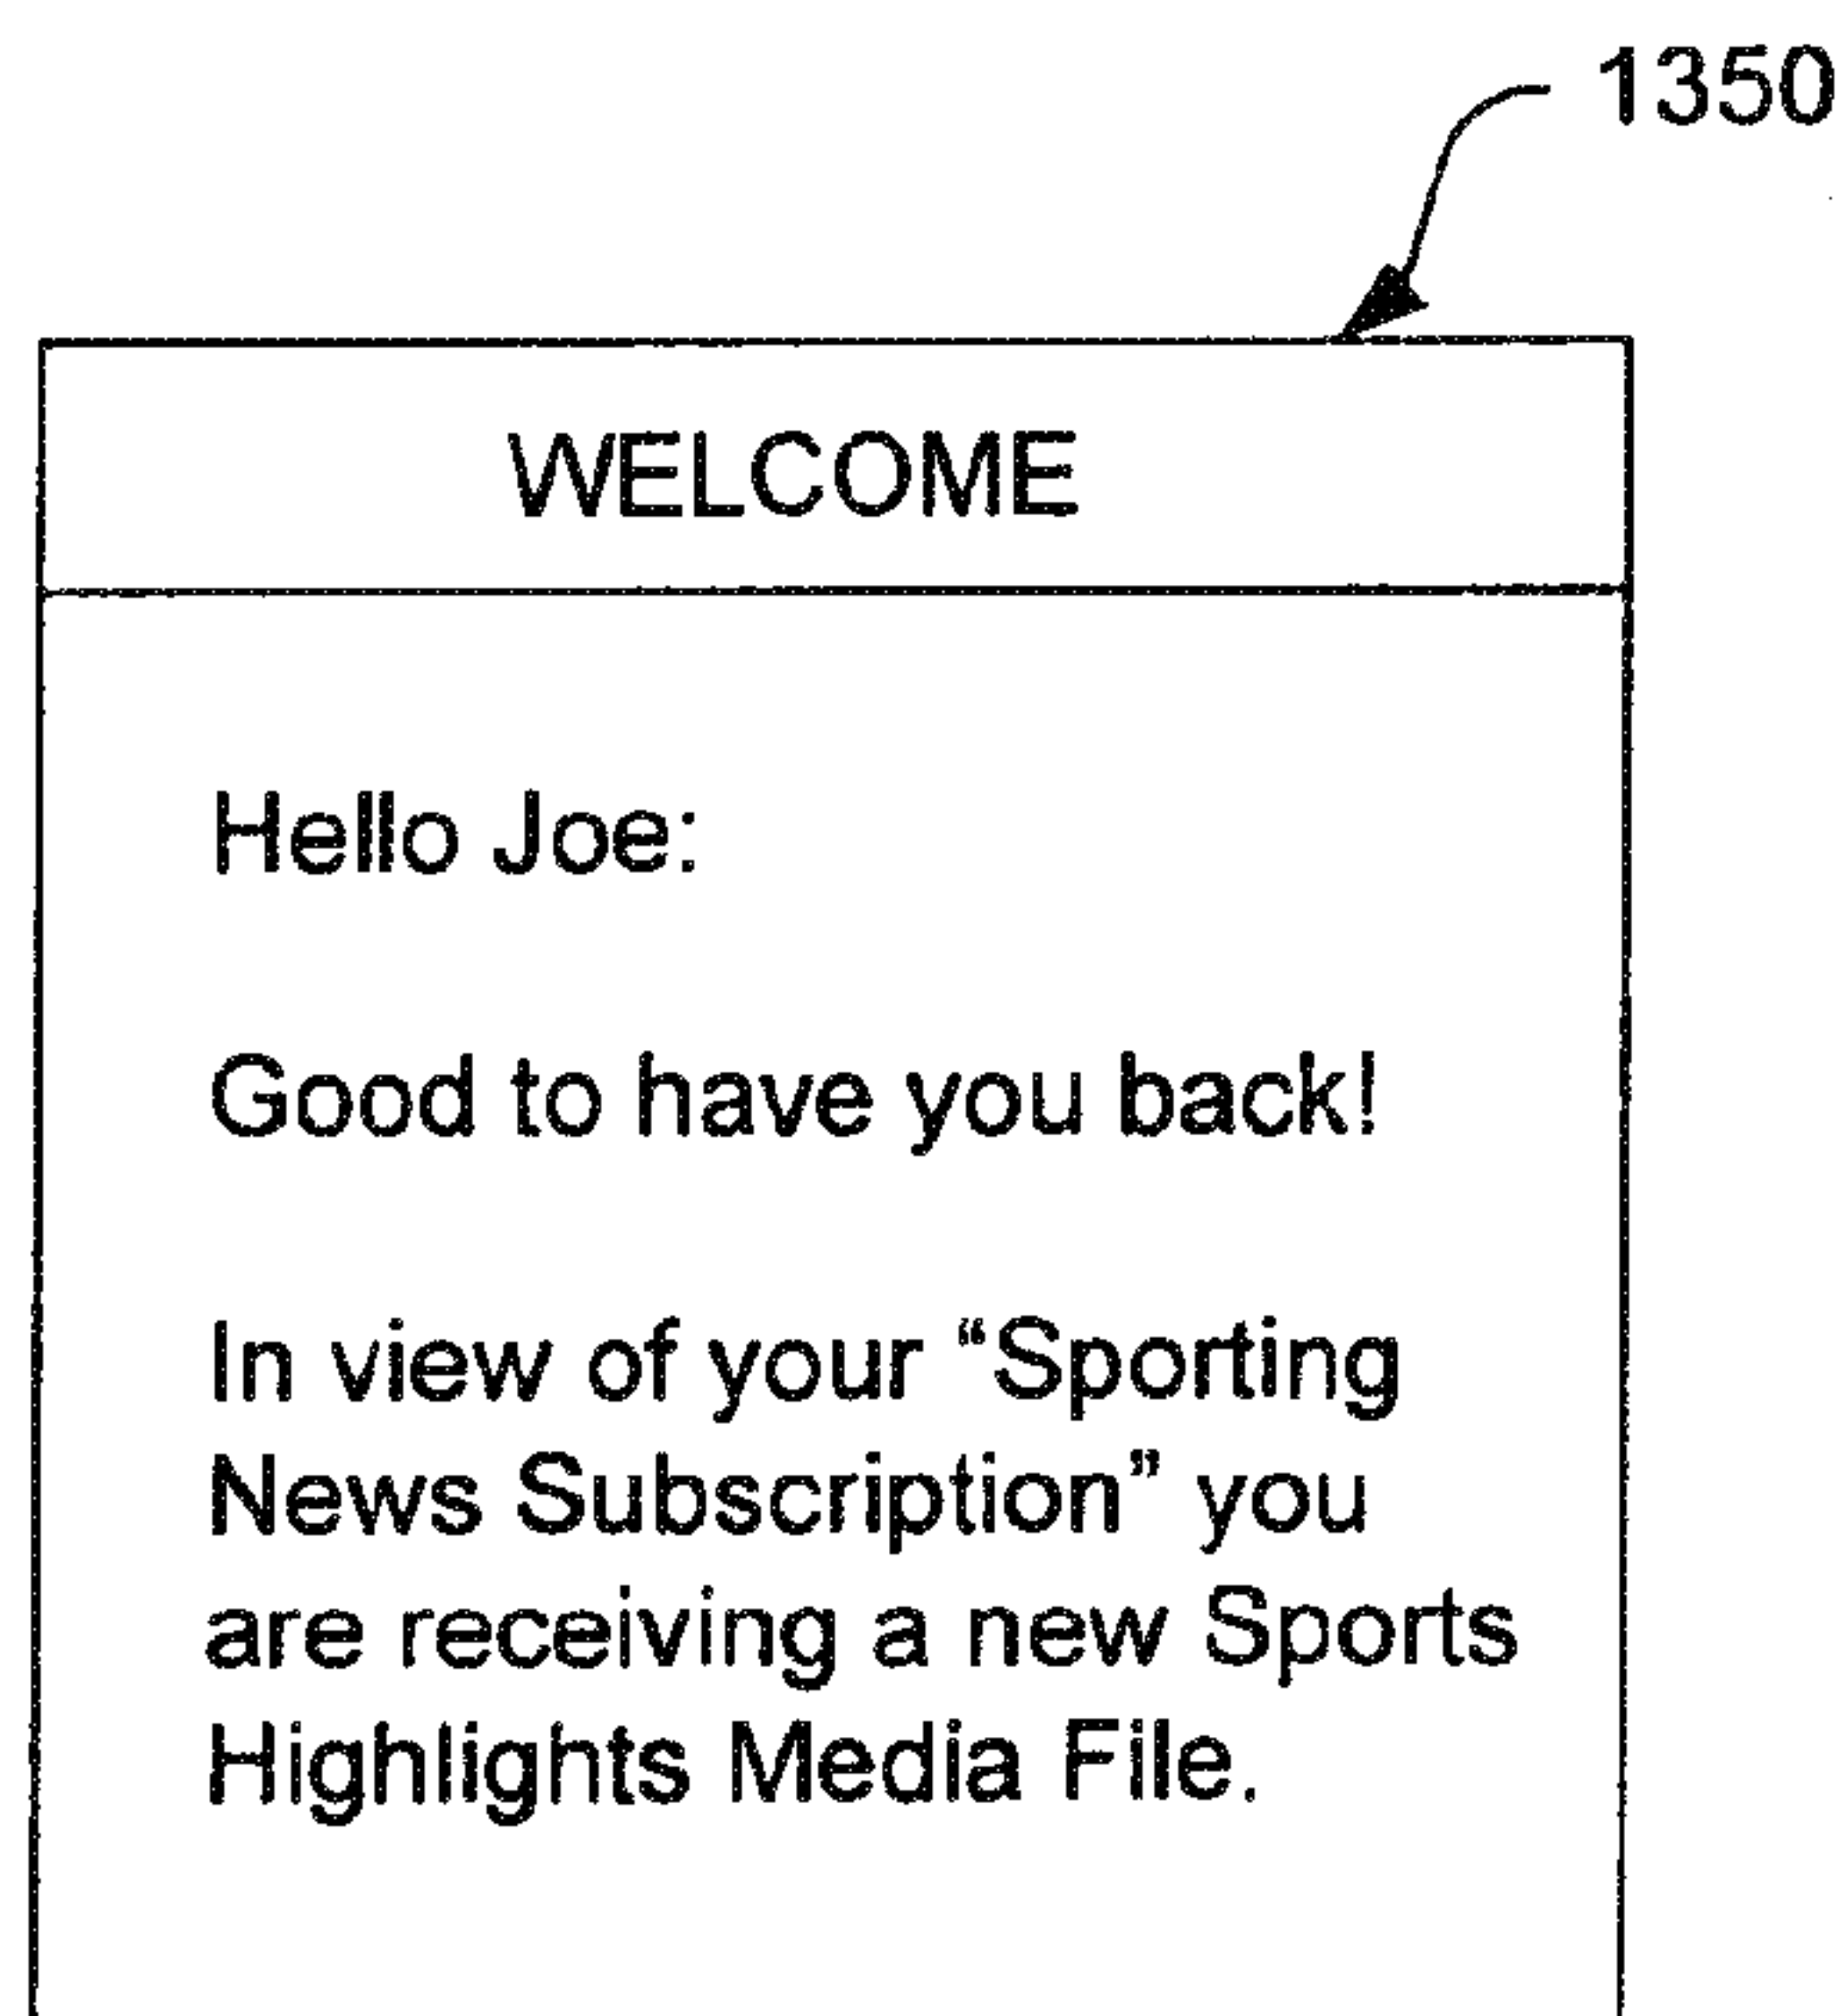 1350
WELCOME
Hello Joe:
Good to have you back!
In view of your “Sporting
News Subscription” you
are receiving a new Sports
Highlights Media File.